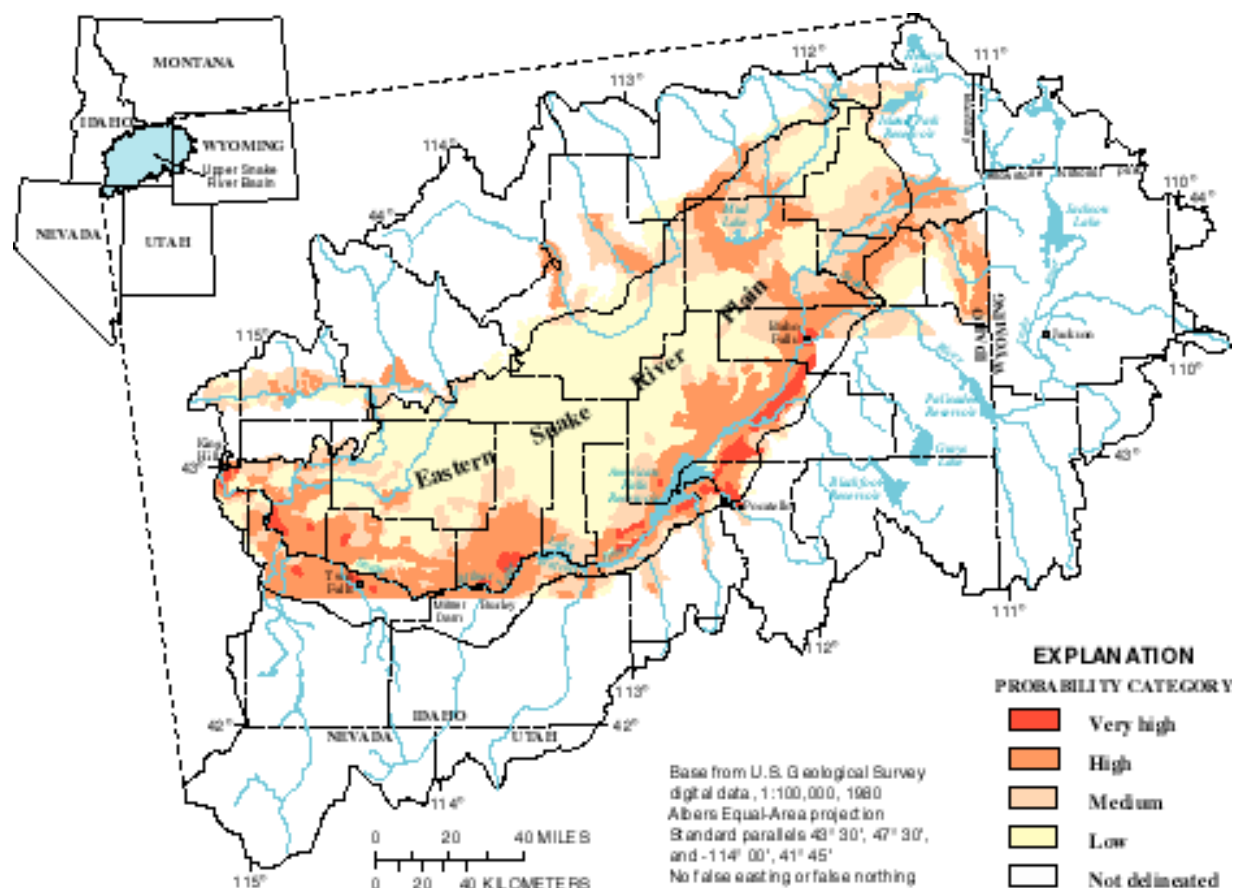 MONTANA
IDAHO
WYOMING
Upper Snake
River Basin
NEVADA
UTAH
112°
111°
113°
114°
44°
110°
44°
115°
43°
King
Hill
Henrys
Lake
Island Park
Reservoir
Mud
Lake
Jackson
Lake
Jackson
IDAHO
WYOMING
110°
43°
Idaho
Falls
Palisades
Reservoir
Grays
Lake
Blackfoot
Reservoir
Eastern Snake River Plain
American
Falls
Reservoir
Pocatello
Twin
Falls
Milner
Dam
Burley
111°
112°
113°
42°
IDAHO
NEVADA
UTAH
42°
114°
115°
0 20 40 MILES
0 20 40 KILOMETERS
Base from U.S. Geological Survey
digital data, 1:100,000, 1980
Albers Equal-Area projection
Standard parallels 43° 30', 47° 30',
and -114° 00', 41° 45'
No false easting or false northing
EXPLANATION
PROBABILITY CATEGORY
Very high
High
Medium
Low
Not delineated